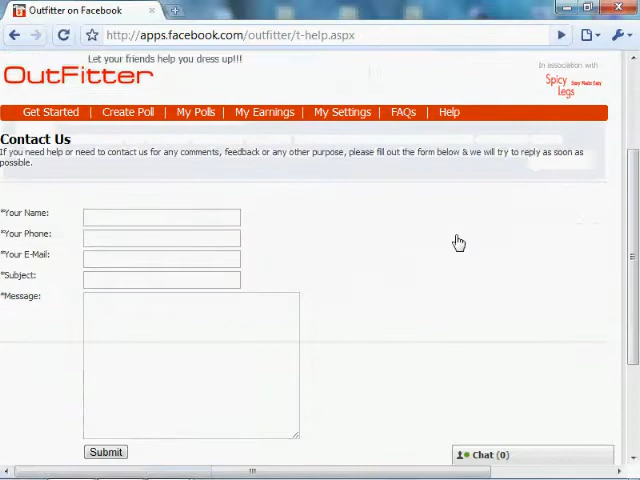 Outfitter on Facebook
http://apps.facebook.com/outfitter/t-help.aspx
Let your friends help you dress up!!!
OutFitter
In association with
Spicy Legs
Get Started | Create Poll | My Polls | My Earnings | My Settings | FAQs | Help
Contact Us
If you need help or need to contact us for any comments, feedback or any other purpose, please fill out the form below & we will try to reply as soon as
possible.
*Your Name:
*Your Phone:
*Your E-Mail:
*Subject:
*Message:
Submit
Chat (0)